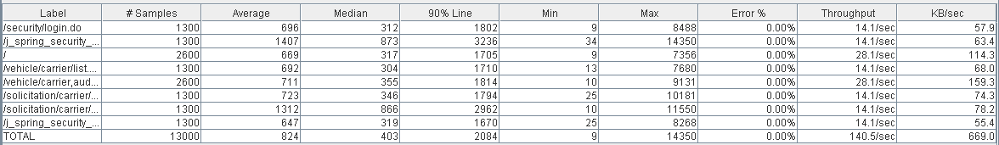 Label # Samples Average Median 90% Line Min Max Error % Throughput KB/sec
/security/login.do 1300 696 312 1802 9 8488 0.00% 14.1/sec 57.9
/j_spring_security_... 1300 1407 873 3236 34 14350 0.00% 14.1/sec 63.4
/ 2600 669 317 1705 9 7356 0.00% 28.1/sec 114.3
/vehicle/carrier/list.... 1300 692 304 1710 13 7680 0.00% 14.1/sec 68.0
/vehicle/carrier,aud... 2600 711 355 1814 10 9131 0.00% 28.1/sec 159.3
/solicitation/carrier/... 1300 723 346 1794 25 10181 0.00% 14.1/sec 74.3
/solicitation/carrier/... 1300 1312 866 2962 10 11550 0.00% 14.1/sec 78.2
/j_spring_security_... 1300 647 319 1670 25 8268 0.00% 14.1/sec 55.4
TOTAL 13000 824 403 2084 9 14350 0.00% 140.5/sec 669.0